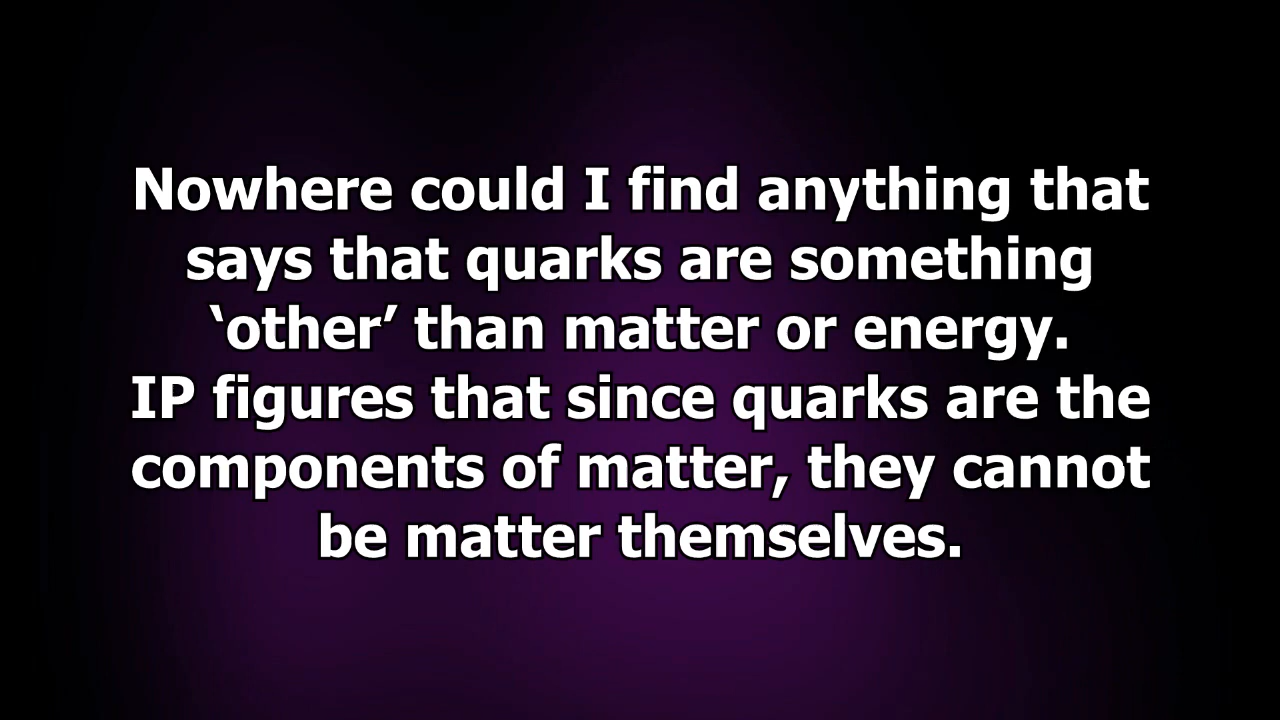 Nowhere could I find anything that
says that quarks are something
‘other’ than matter or energy.
IP figures that since quarks are the
components of matter, they cannot
be matter themselves.